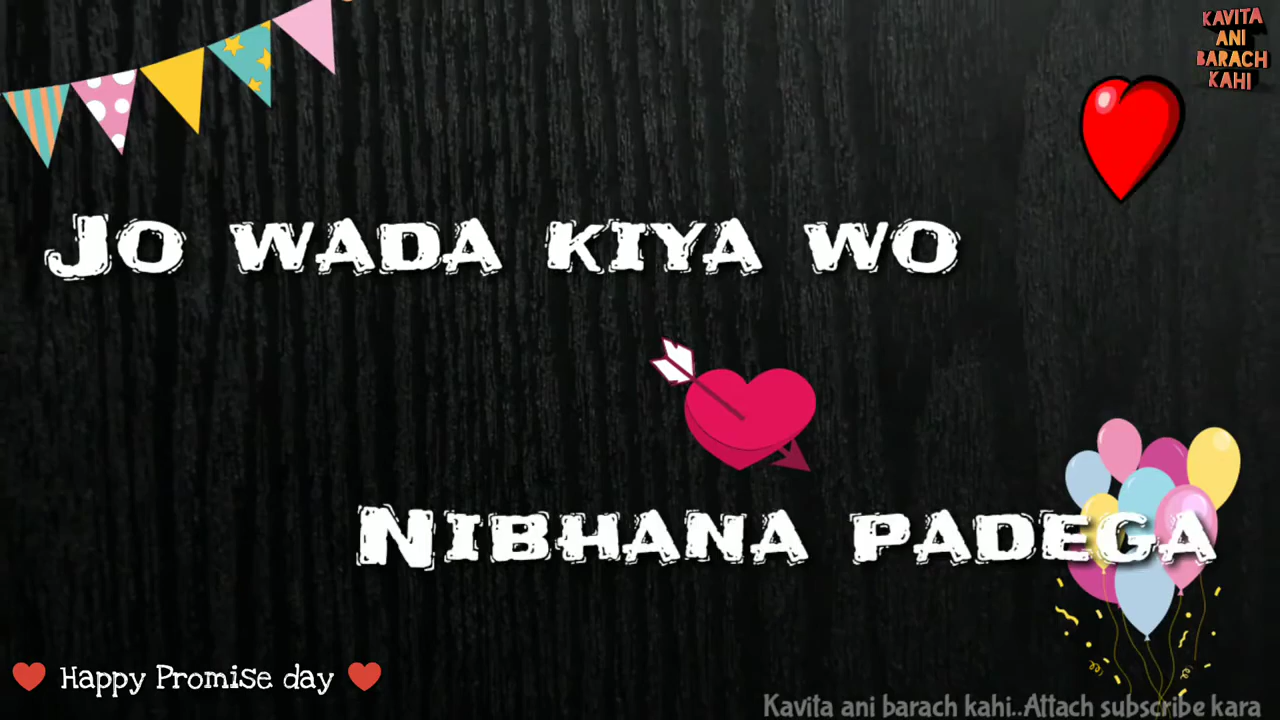 KAVITA
ANI
BARACH
KAHI
Jo wada kiya wo
Nibhana padega
Happy Promise day
Kavita ani barach kahi..Attach subscribe kara